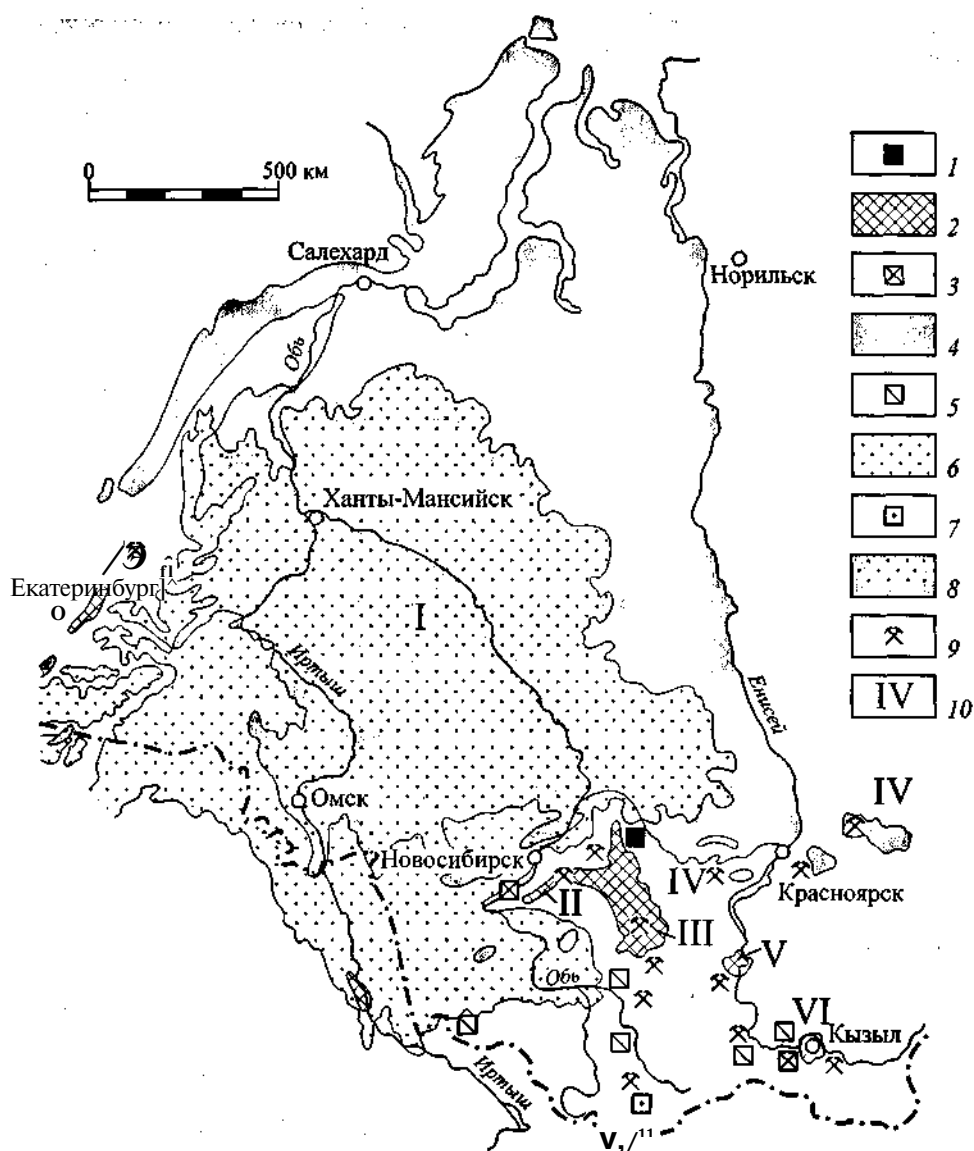 0 500 км
Салехард
Норильск
Обь
Ханты-Мансийск
Екатеринбург
I
Иртыш
Енисей
Омск
Новосибирск
Красноярск
II
III
IV
IV
V
VI
Кызыл
Обь
Иртыш
1
2
3
4
5
6
7
8
9
IV 10